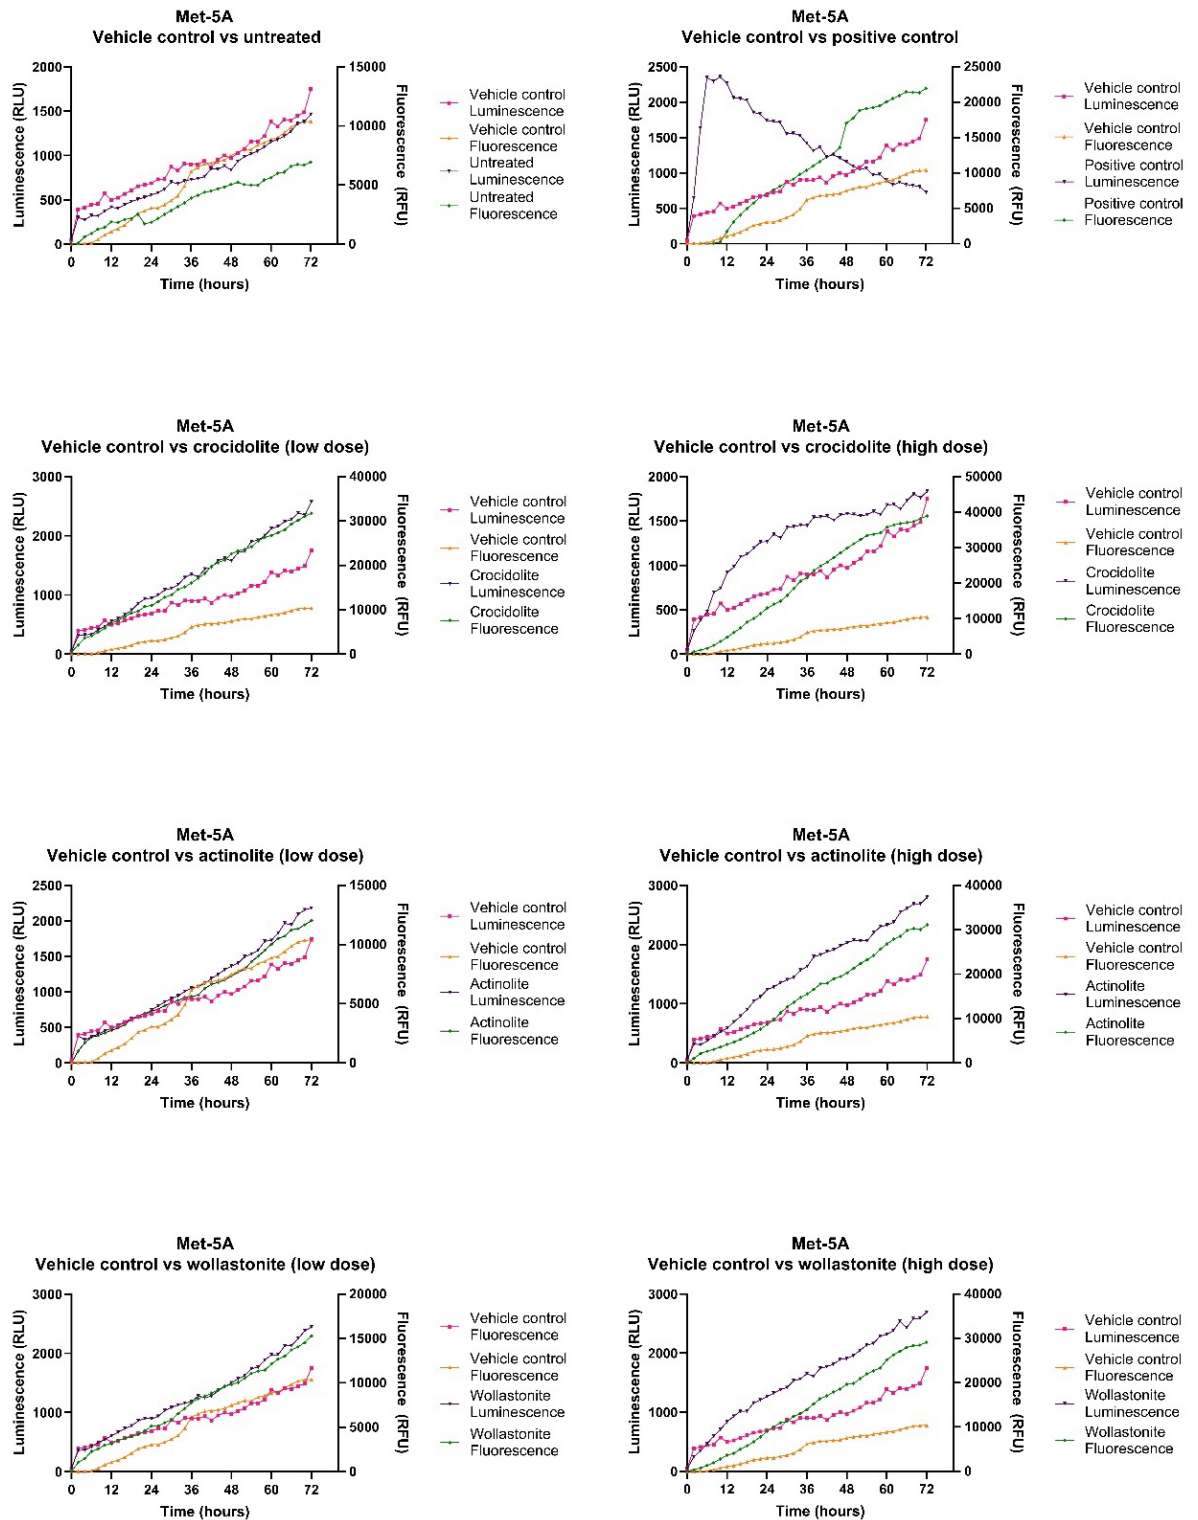 Met-5A
Vehicle control vs untreated
Luminescence (RLU)
2000
1500
1000
500
0
15000
10000
5000
0
Fluorescence (RFU)
0 12 24 36 48 60 72
Time (hours)
Vehicle control
Luminescence
Vehicle control
Fluorescence
Untreated
Luminescence
Untreated
Fluorescence
Met-5A
Vehicle control vs positive control
Luminescence (RLU)
2500
2000
1500
1000
500
0
25000
20000
15000
10000
5000
0
Fluorescence (RFU)
0 12 24 36 48 60 72
Time (hours)
Vehicle control
Luminescence
Vehicle control
Fluorescence
Positive control
Luminescence
Positive control
Fluorescence
Met-5A
Vehicle control vs crocidolite (low dose)
Luminescence (RLU)
3000
2000
1000
0
40000
30000
20000
10000
0
Fluorescence (RFU)
0 12 24 36 48 60 72
Time (hours)
Vehicle control
Luminescence
Vehicle control
Fluorescence
Crocidolite
Luminescence
Crocidolite
Fluorescence
Met-5A
Vehicle control vs crocidolite (high dose)
Luminescence (RLU)
2000
1500
1000
500
0
50000
40000
30000
20000
10000
0
Fluorescence (RFU)
0 12 24 36 48 60 72
Time (hours)
Vehicle control
Luminescence
Vehicle control
Fluorescence
Crocidolite
Luminescence
Crocidolite
Fluorescence
Met-5A
Vehicle control vs actinolite (low dose)
Luminescence (RLU)
2500
2000
1500
1000
500
0
15000
10000
5000
0
Fluorescence (RFU)
0 12 24 36 48 60 72
Time (hours)
Vehicle control
Luminescence
Vehicle control
Fluorescence
Actinolite
Luminescence
Actinolite
Fluorescence
Met-5A
Vehicle control vs actinolite (high dose)
Luminescence (RLU)
3000
2000
1000
0
40000
30000
20000
10000
0
Fluorescence (RFU)
0 12 24 36 48 60 72
Time (hours)
Vehicle control
Luminescence
Vehicle control
Fluorescence
Actinolite
Luminescence
Actinolite
Fluorescence
Met-5A
Vehicle control vs wollastonite (low dose)
Luminescence (RLU)
3000
2000
1000
0
20000
15000
10000
5000
0
Fluorescence (RFU)
0 12 24 36 48 60 72
Time (hours)
Vehicle control
Fluorescence
Vehicle control
Fluorescence
Wollastonite
Luminescence
Wollastonite
Fluorescence
Met-5A
Vehicle control vs wollastonite (high dose)
Luminescence (RLU)
3000
2000
1000
0
40000
30000
20000
10000
0
Fluorescence (RFU)
0 12 24 36 48 60 72
Time (hours)
Vehicle control
Luminescence
Vehicle control
Fluorescence
Wollastonite
Luminescence
Wollastonite
Fluorescence